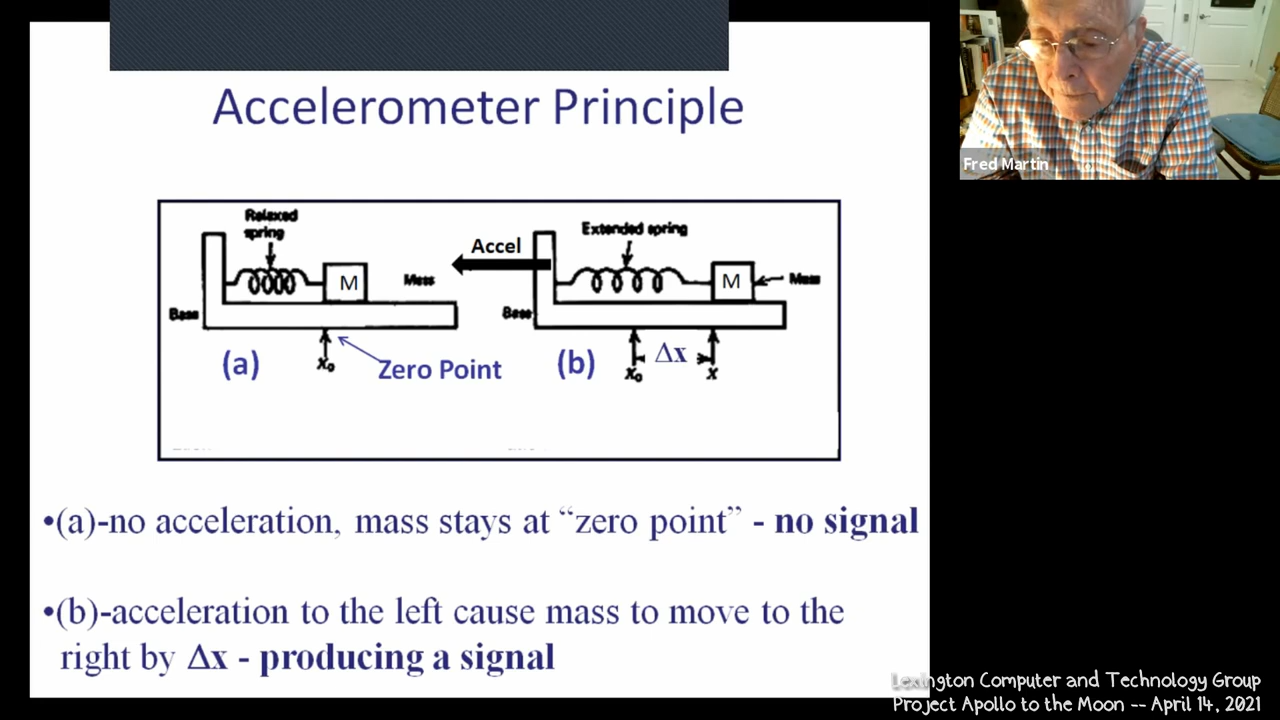 Accelerometer Principle
Fred Martin
Relaxed
spring
Extended spring
Accel
M
Mass
M
Mass
Base
Base
(a)
x₀
Zero Point
(b)
x₀
Δx
x
•(a)-no acceleration, mass stays at “zero point” - no signal
•(b)-acceleration to the left cause mass to move to the
right by Δx - producing a signal
Lexington Computer and Technology Group
Project Apollo to the Moon -- April 14, 2021